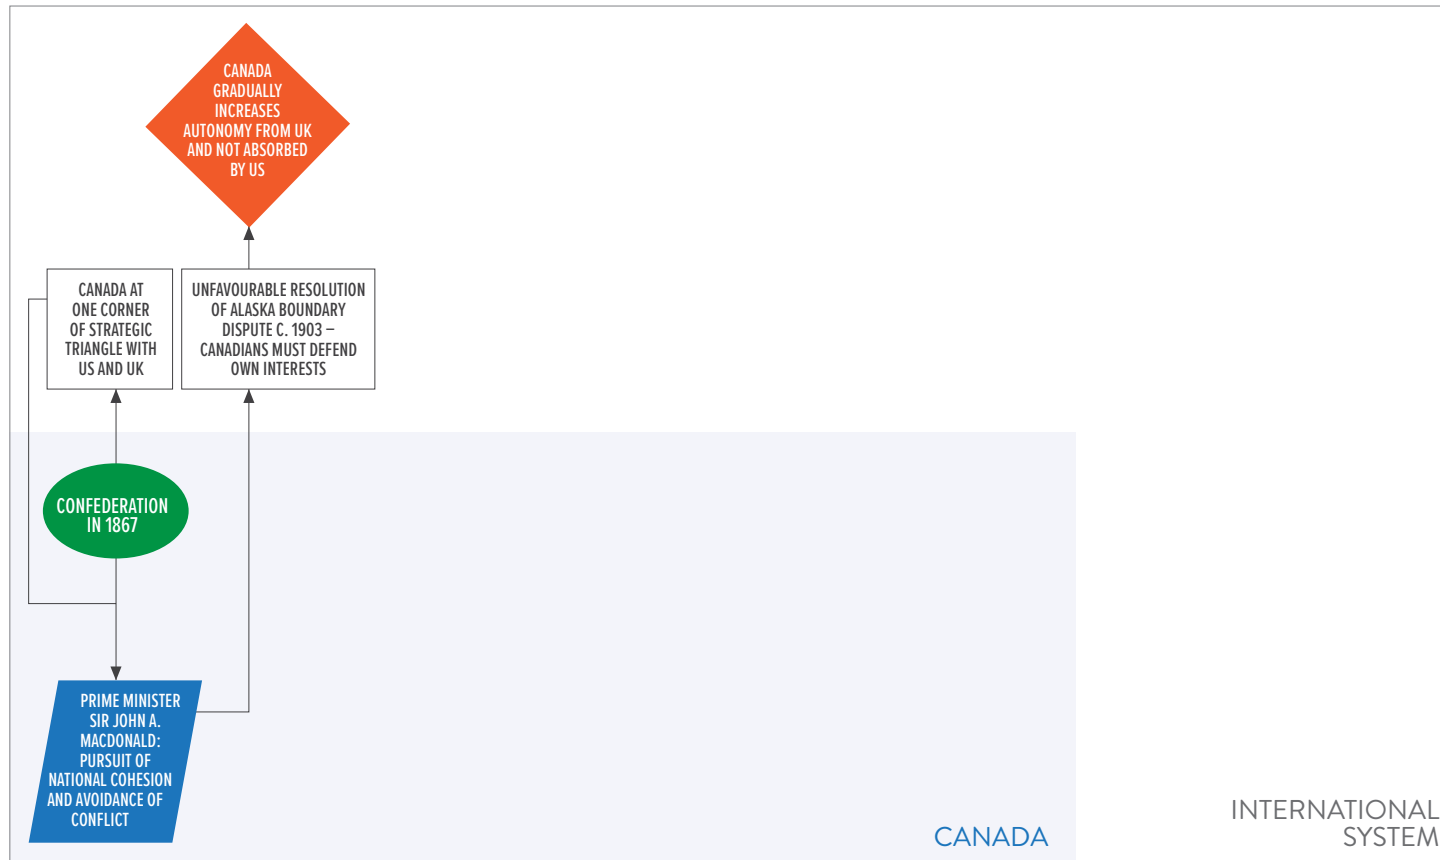 CANADA
GRADUALLY
INCREASES
AUTONOMY FROM UK
AND NOT ABSORBED
BY US
CANADA AT
ONE CORNER
OF STRATEGIC
TRIANGLE WITH
US AND UK
UNFAVOURABLE RESOLUTION
OF ALASKA BOUNDARY
DISPUTE C. 1903 –
CANADIANS MUST DEFEND
OWN INTERESTS
CONFEDERATION
IN 1867
PRIME MINISTER
SIR JOHN A.
MACDONALD:
PURSUIT OF
NATIONAL COHESION
AND AVOIDANCE OF
CONFLICT
CANADA
INTERNATIONAL
SYSTEM